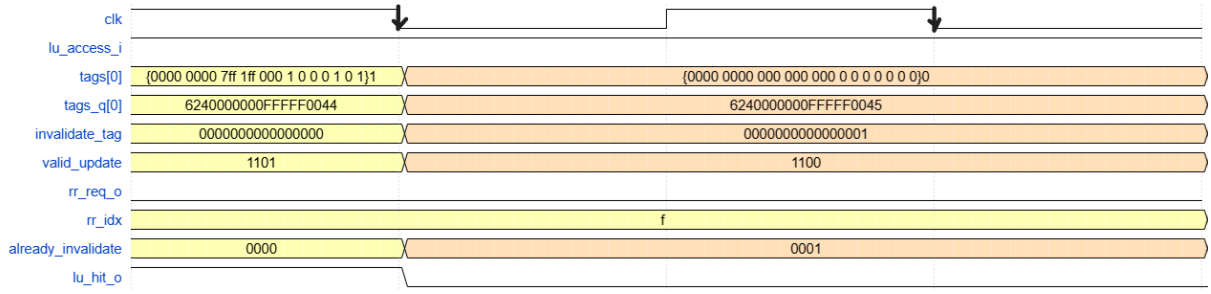 clk
lu_access_i
tags[0] {0000 0000 7ff 1ff 000 1 0 0 0 1 0 1}1 {0000 0000 000 000 000 0 0 0 0 0 0 0}0
tags_q[0] 6240000000FFFFF0044 6240000000FFFFF0045
invalidate_tag 0000000000000000 0000000000000001
valid_update 1101 1100
rr_req_o
rr_idx f
already_invalidate 0000 0001
lu_hit_o